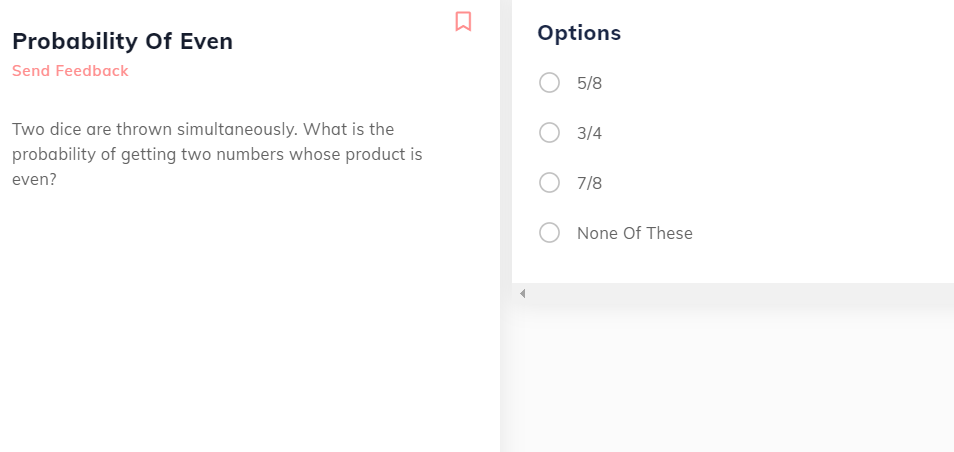 Probability Of Even
Send Feedback
Two dice are thrown simultaneously. What is the
probability of getting two numbers whose product is
even?
Options
5/8
3/4
7/8
None Of These